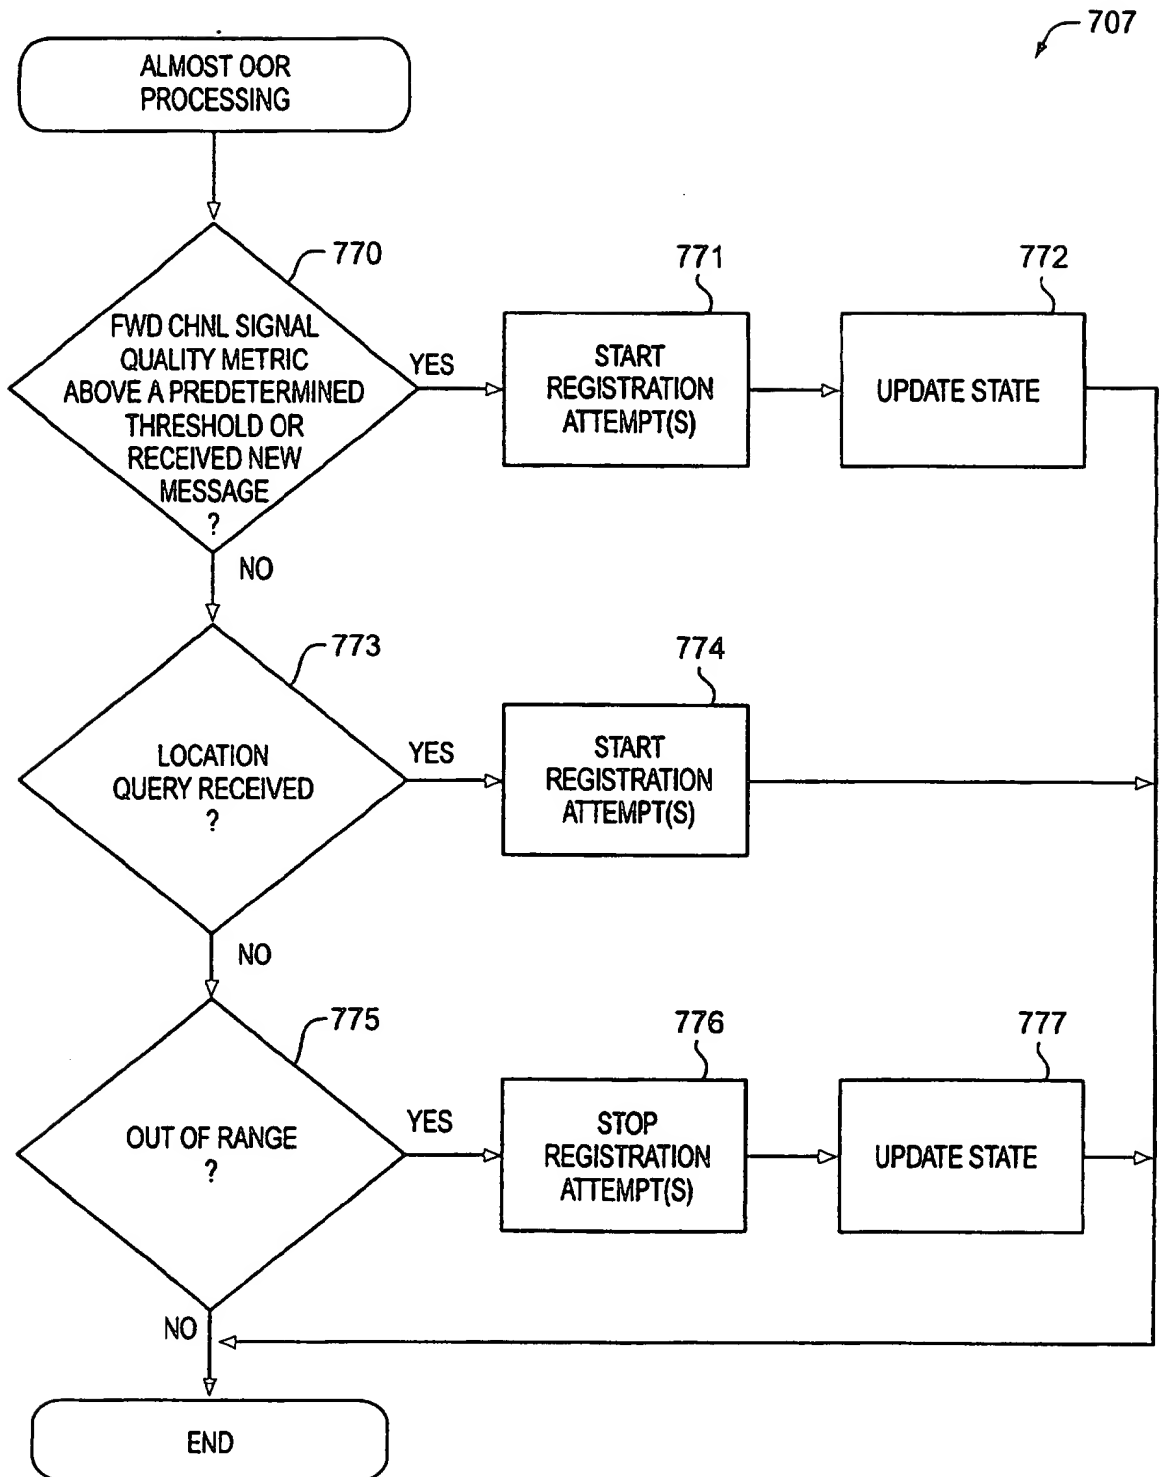 707
ALMOST OOR
PROCESSING
770
FWD CHNL SIGNAL
QUALITY METRIC
ABOVE A PREDETERMINED
THRESHOLD OR
RECEIVED NEW
MESSAGE
?
YES
771
START
REGISTRATION
ATTEMPT(S)
772
UPDATE STATE
NO
773
LOCATION
QUERY RECEIVED
?
YES
774
START
REGISTRATION
ATTEMPT(S)
NO
775
OUT OF RANGE
?
YES
776
STOP
REGISTRATION
ATTEMPT(S)
777
UPDATE STATE
NO
END